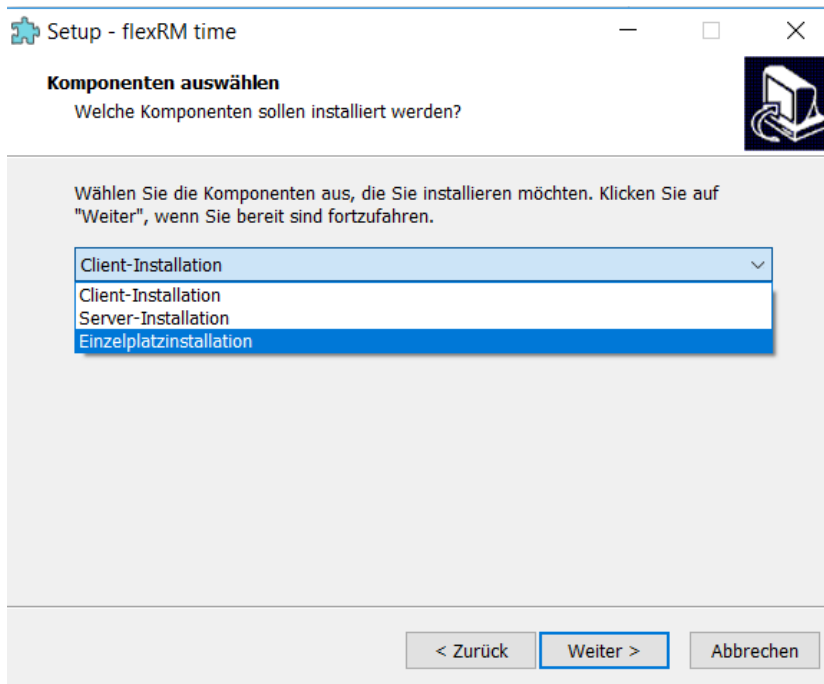 Setup - flexRM time
Komponenten auswählen
Welche Komponenten sollen installiert werden?
Wählen Sie die Komponenten aus, die Sie installieren möchten. Klicken Sie auf
"Weiter", wenn Sie bereit sind fortzufahren.
Client-Installation
Client-Installation
Server-Installation
Einzelplatzinstallation
< Zurück
Weiter >
Abbrechen